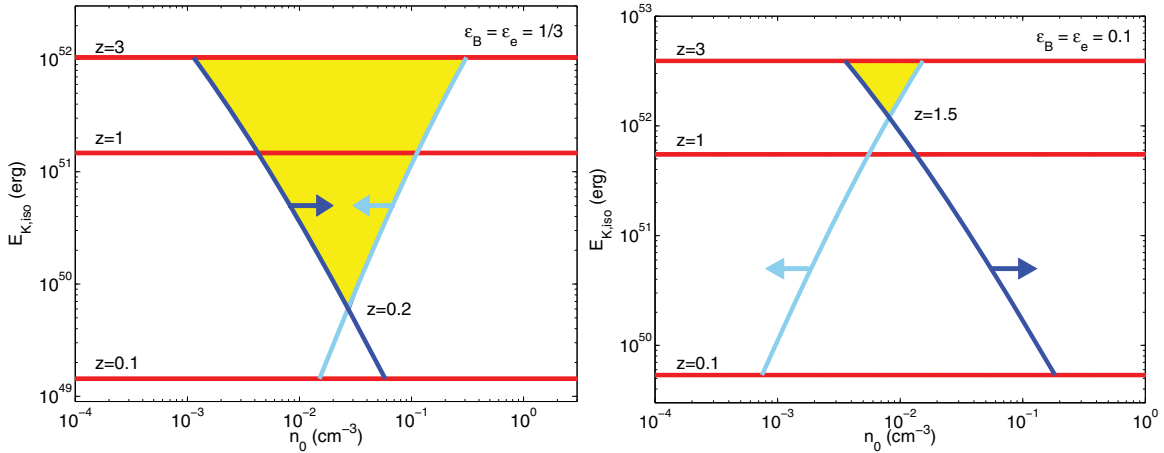 ε_B = ε_e = 1/3
z=3
10^52
z=1
10^51
E_K,iso (erg)
10^50
z=0.2
z=0.1
10^49
10^-4 10^-3 10^-2 10^-1 10^0
n_0 (cm^-3)
10^53
ε_B = ε_e = 0.1
z=3
z=1.5
10^52
z=1
E_K,iso (erg)
10^51
10^50
z=0.1
10^-4 10^-3 10^-2 10^-1 10^0
n_0 (cm^-3)